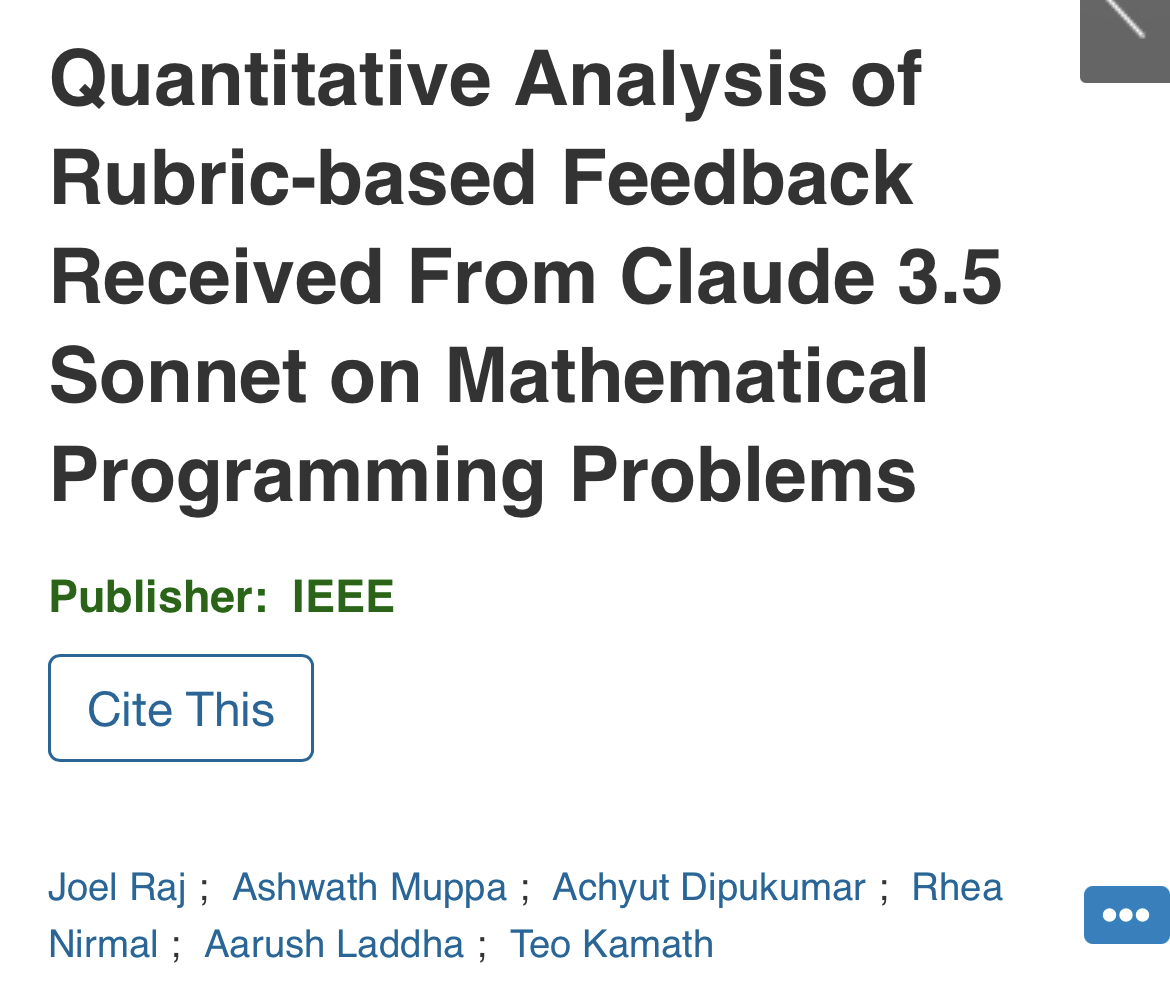 Quantitative Analysis of
Rubric-based Feedback
Received From Claude 3.5
Sonnet on Mathematical
Programming Problems
Publisher: IEEE
Cite This
Joel Raj ; Ashwath Muppa ; Achyut Dipukumar ; Rhea
Nirmal ; Aarush Laddha ; Teo Kamath